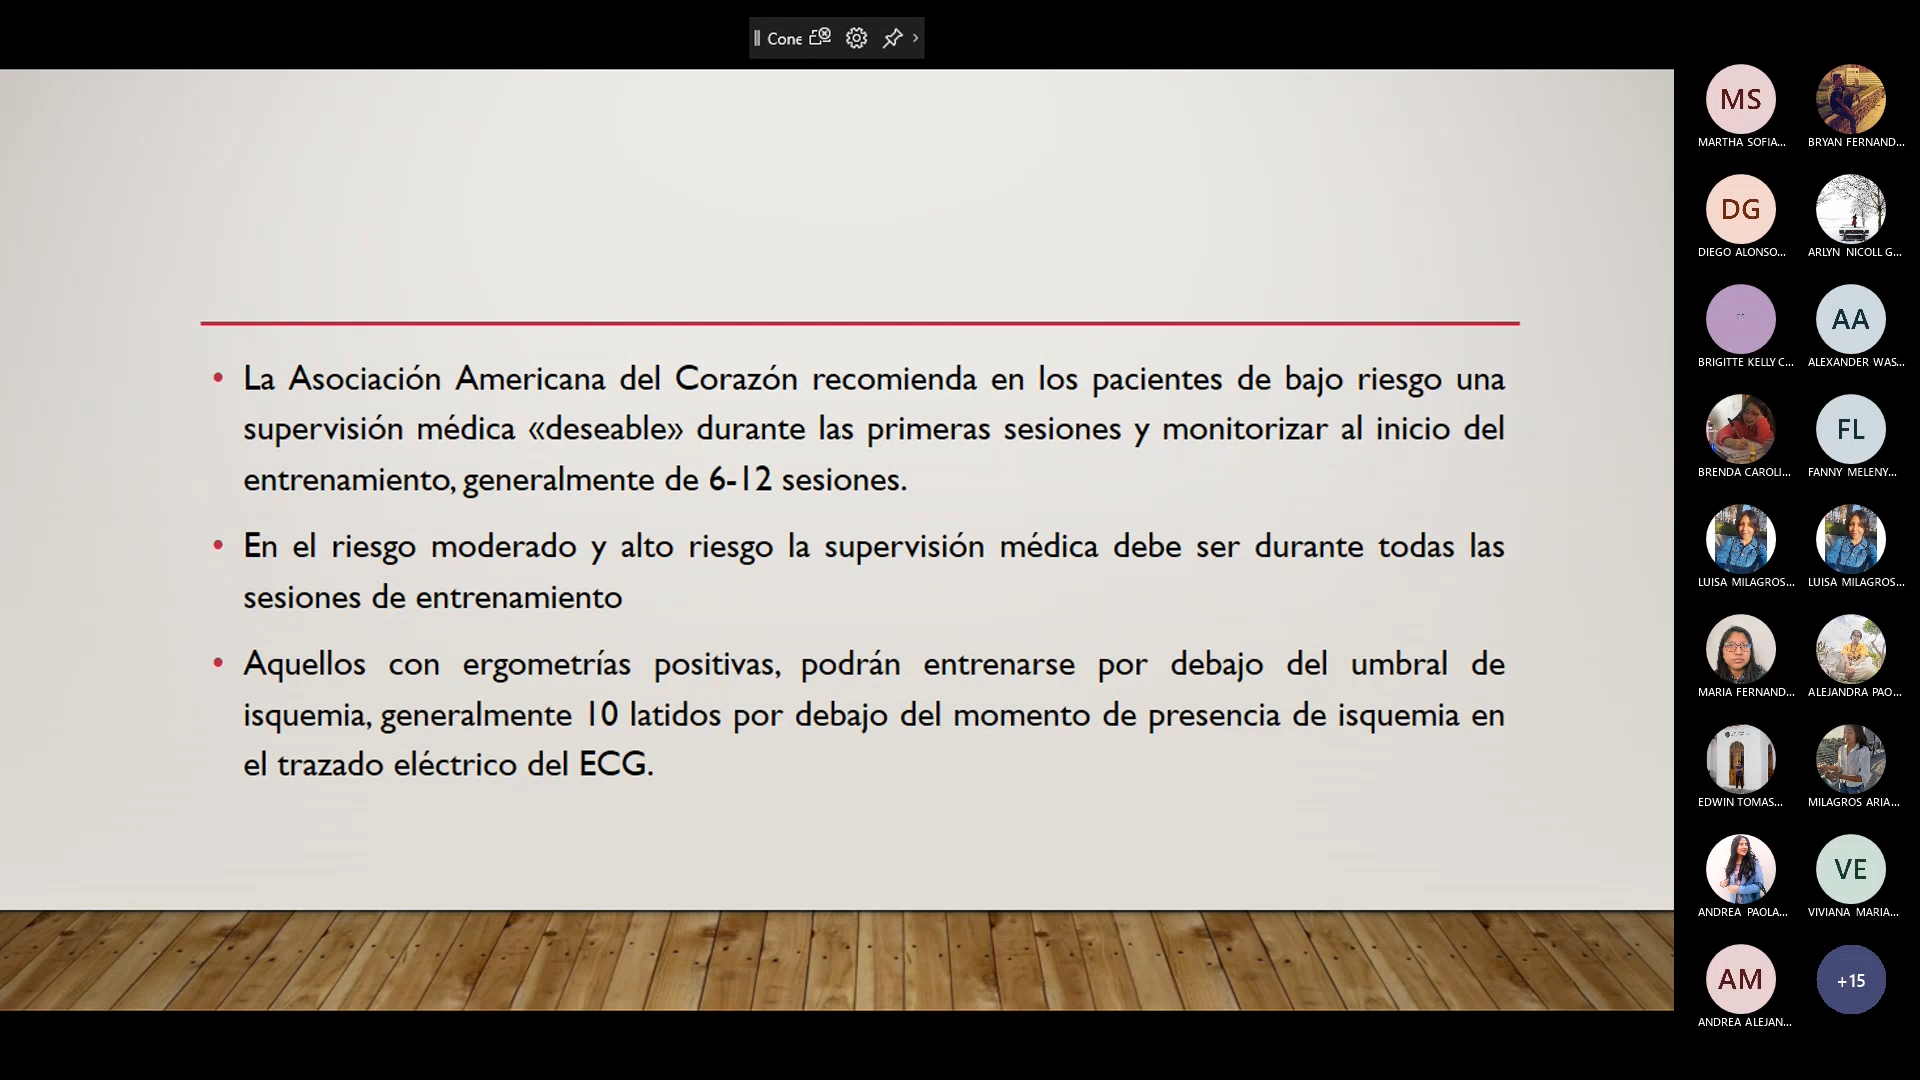 Cone
La Asociación Americana del Corazón recomienda en los pacientes de bajo riesgo una
supervisión médica «deseable» durante las primeras sesiones y monitorizar al inicio del
entrenamiento, generalmente de 6-12 sesiones.
En el riesgo moderado y alto riesgo la supervisión médica debe ser durante todas las
sesiones de entrenamiento
Aquellos con ergometrías positivas, podrán entrenarse por debajo del umbral de
isquemia, generalmente 10 latidos por debajo del momento de presencia de isquemia en
el trazado eléctrico del ECG.
MS
MARTHA SOFIA...
BRYAN FERNAND...
DG
DIEGO ALONSO...
ARLYN NICOLL G...
BRIGITTE KELLY C...
AA
ALEXANDER WAS...
BRENDA CAROLI...
FL
FANNY MELENY...
LUISA MILAGROS...
LUISA MILAGROS...
MARIA FERNAND...
ALEJANDRA PAO...
EDWIN TOMAS...
MILAGROS ARIA...
ANDREA PAOLA...
VE
VIVIANA MARIA...
AM
ANDREA ALEJAN...
+15